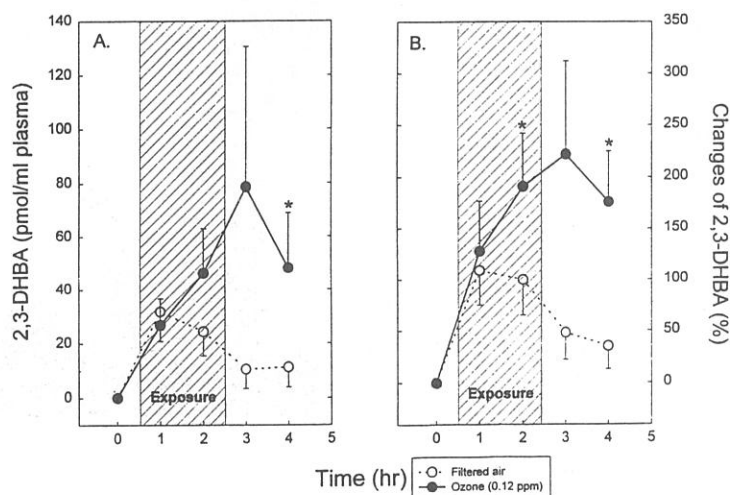 A.
2,3-DHBA (pmol/ml plasma)
140
120
100
80
60
40
20
0
*
Exposure
0 1 2 3 4 5
B.
* *
Exposure
0 1 2 3 4 5
350
300
250
200
150
100
50
0
Changes of 2,3-DHBA (%)
Time (hr)
Filtered air
Ozone (0.12 ppm)